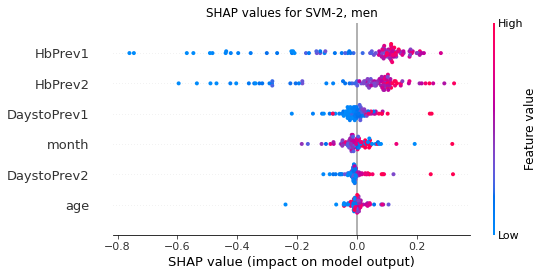 SHAP values for SVM-2, men
High
HbPrev1
HbPrev2
DaystoPrev1
month
DaystoPrev2
age
Feature value
Low
−0.8 −0.6 −0.4 −0.2 0.0 0.2
SHAP value (impact on model output)